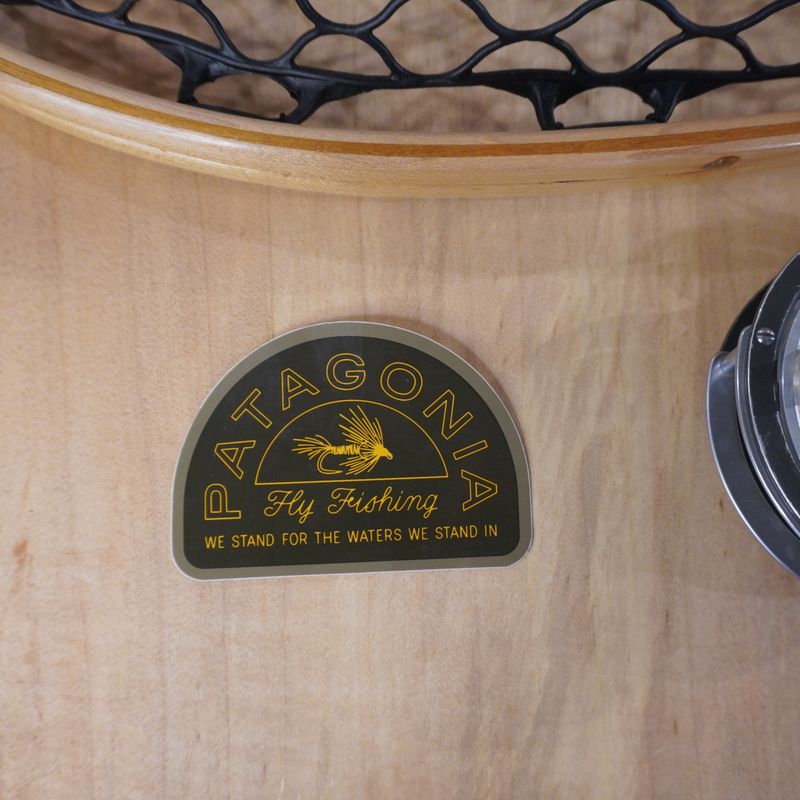 PATAGONIA
Fly Fishing
WE STAND FOR THE WATERS WE STAND IN